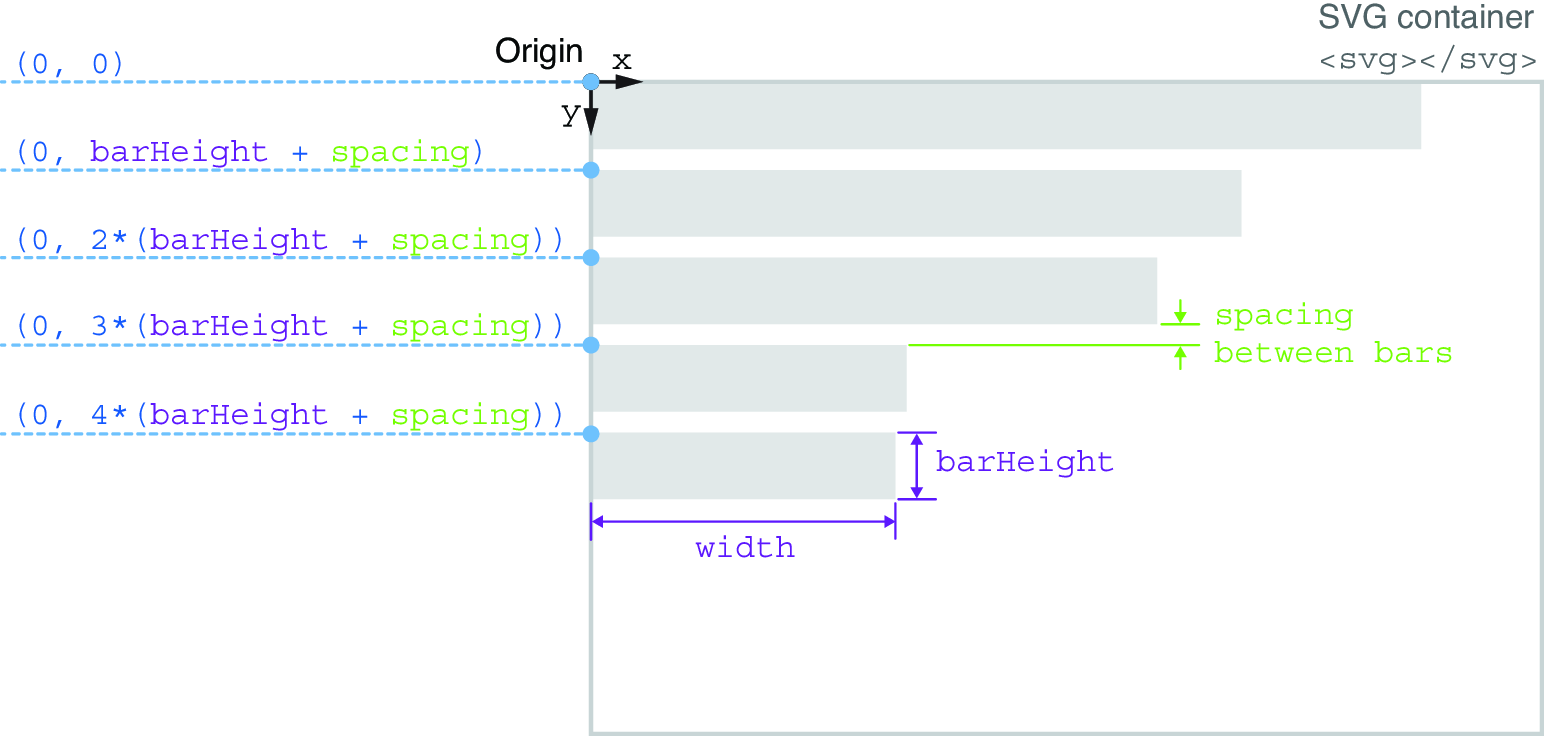 SVG container
<svg></svg>
Origin
x
y
(0, 0)
(0, barHeight + spacing)
(0, 2*(barHeight + spacing))
(0, 3*(barHeight + spacing))
(0, 4*(barHeight + spacing))
spacing
between bars
barHeight
width